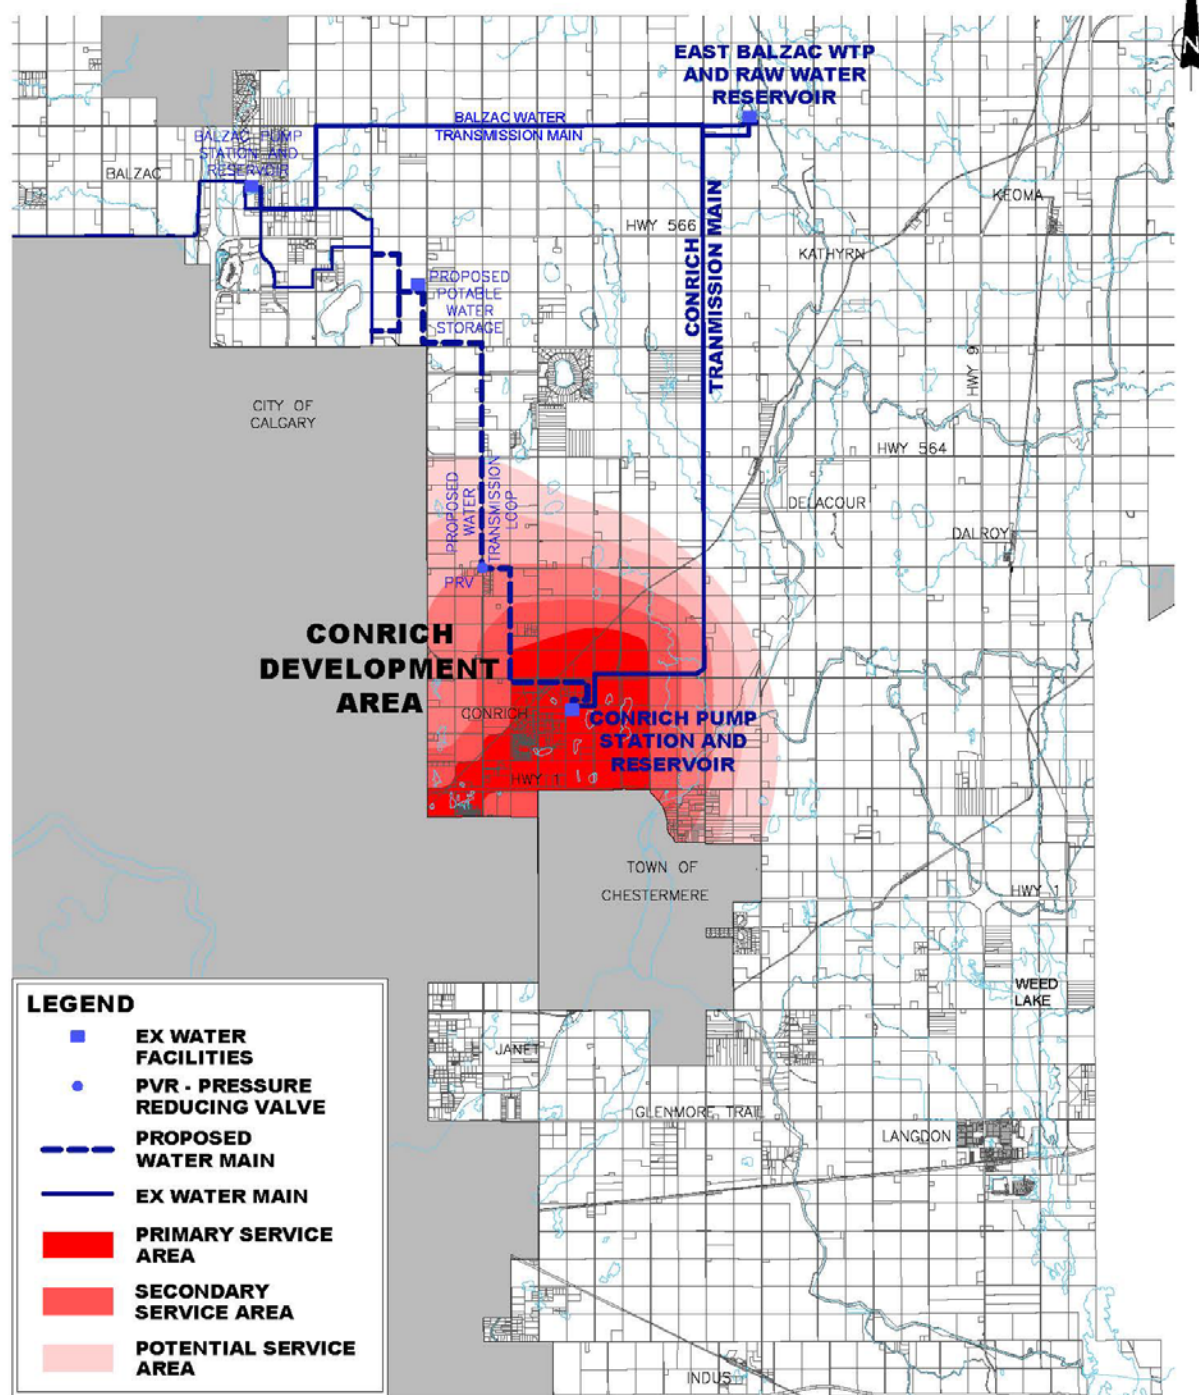 N
EAST BALZAC WTP
AND RAW WATER
RESERVOIR
BALZAC WATER
TRANSMISSION MAIN
BALZAC PUMP
STATION AND
RESERVOIR
BALZAC
KEOMA
HWY 566
CONRICH
TRANMISSION MAIN
KATHYRN
PROPOSED
POTABLE
WATER
STORAGE
HWY 9
CITY OF
CALGARY
HWY 564
PROPOSED
WATER
TRANSMISSION
LOOP
DELACOUR
DALROY
PRV
CONRICH
DEVELOPMENT
AREA
CONRICH
CONRICH PUMP
STATION AND
RESERVOIR
HWY 1
TOWN OF
CHESTERMERE
HWY 1
WEED
LAKE
JANET
GLENMORE TRAIL
LANGDON
INDUS
LEGEND
EX WATER
FACILITIES
PVR - PRESSURE
REDUCING VALVE
PROPOSED
WATER MAIN
EX WATER MAIN
PRIMARY SERVICE
AREA
SECONDARY
SERVICE AREA
POTENTIAL SERVICE
AREA